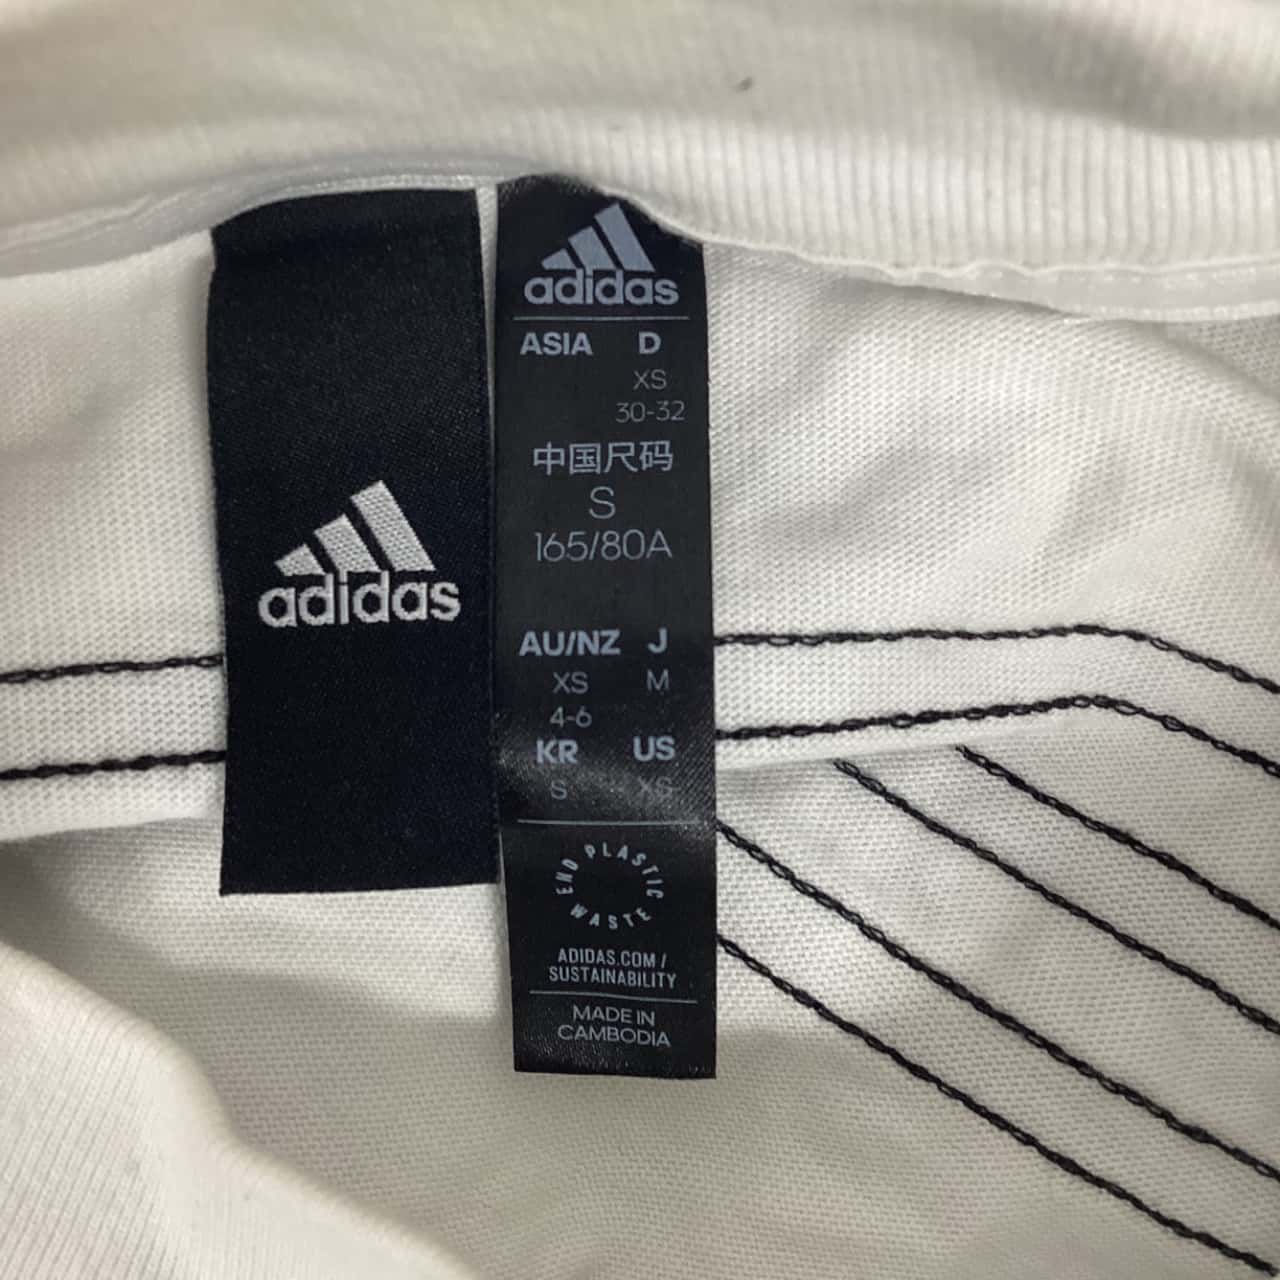 adidas
adidas
ASIA D
XS
30-32
中国尺码
S
165/80A
AU/NZ J
XS M
4-6
KR US
S XS
END PLASTIC WASTE
ADIDAS.COM /
SUSTAINABILITY
MADE IN
CAMBODIA